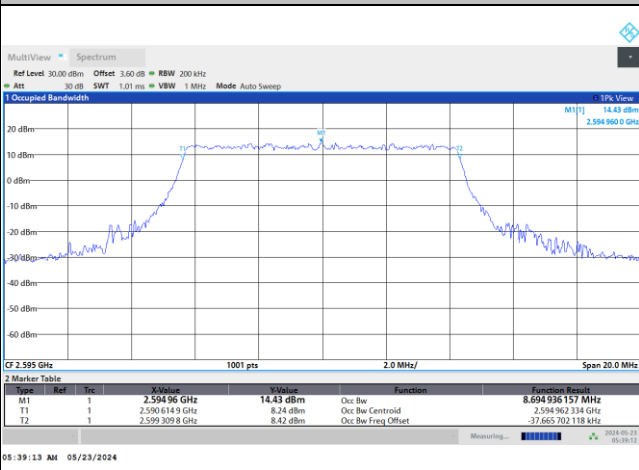 MultiView Spectrum
Ref Level 30.00 dBm Offset 3.60 dB RBW 200 kHz
Att 30 dB SWT 1.01 ms VBW 1 MHz Mode Auto Sweep
1 Occupied Bandwidth 1Pk View
M1[1] 14.43 dBm
2.594 960 0 GHz
20 dBm
M1
T1 T2
10 dBm
0 dBm
-10 dBm
-20 dBm
-30 dBm
-40 dBm
-50 dBm
-60 dBm
CF 2.595 GHz 1001 pts 2.0 MHz/ Span 20.0 MHz
2 Marker Table
Type Ref Trc X-Value Y-Value Function Function Result
M1 1 2.594 96 GHz 14.43 dBm Occ Bw 8.694 936 157 MHz
T1 1 2.590 614 9 GHz 8.24 dBm Occ Bw Centroid 2.594 962 334 GHz
T2 1 2.599 309 8 GHz 8.42 dBm Occ Bw Freq Offset -37.665 702 118 kHz
Measuring... 2024-05-23
05:39:12
05:39:13 AM 05/23/2024